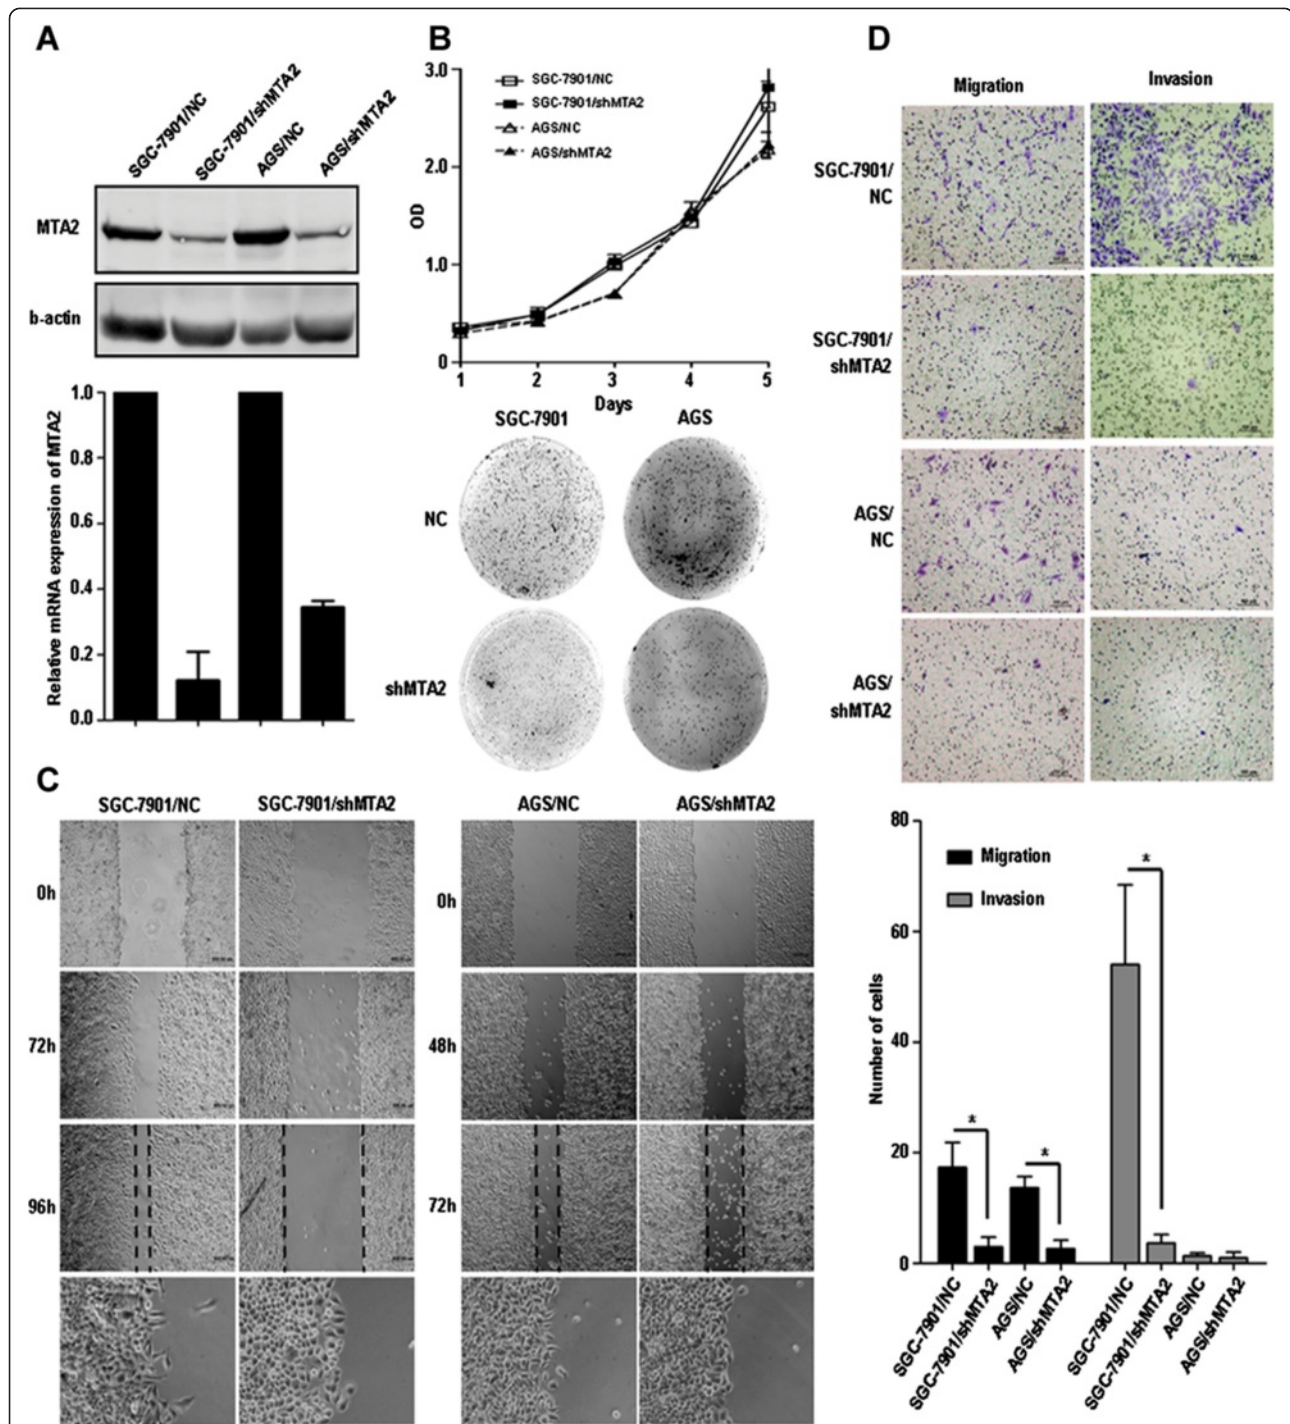 A
SGC-7901/NC
SGC-7901/shMTA2
AGS/NC
AGS/shMTA2
MTA2
b-actin
Relative mRNA expression of MTA2
1.0
0.8
0.6
0.4
0.2
0.0
B
3.0
2.0
1.0
0
OD
SGC-7901/NC
SGC-7901/shMTA2
AGS/NC
AGS/shMTA2
1 2 3 4 5
Days
SGC-7901 AGS
NC
shMTA2
C
SGC-7901/NC SGC-7901/shMTA2 AGS/NC AGS/shMTA2
0h
72h
96h
0h
48h
72h
D
Migration Invasion
SGC-7901/
NC
SGC-7901/
shMTA2
AGS/
NC
AGS/
shMTA2
Number of cells
80
60
40
20
0
Migration
Invasion
*
*
*
SGC-7901/NC
SGC-7901/shMTA2
AGS/NC
AGS/shMTA2
SGC-7901/NC
SGC-7901/shMTA2
AGS/NC
AGS/shMTA2